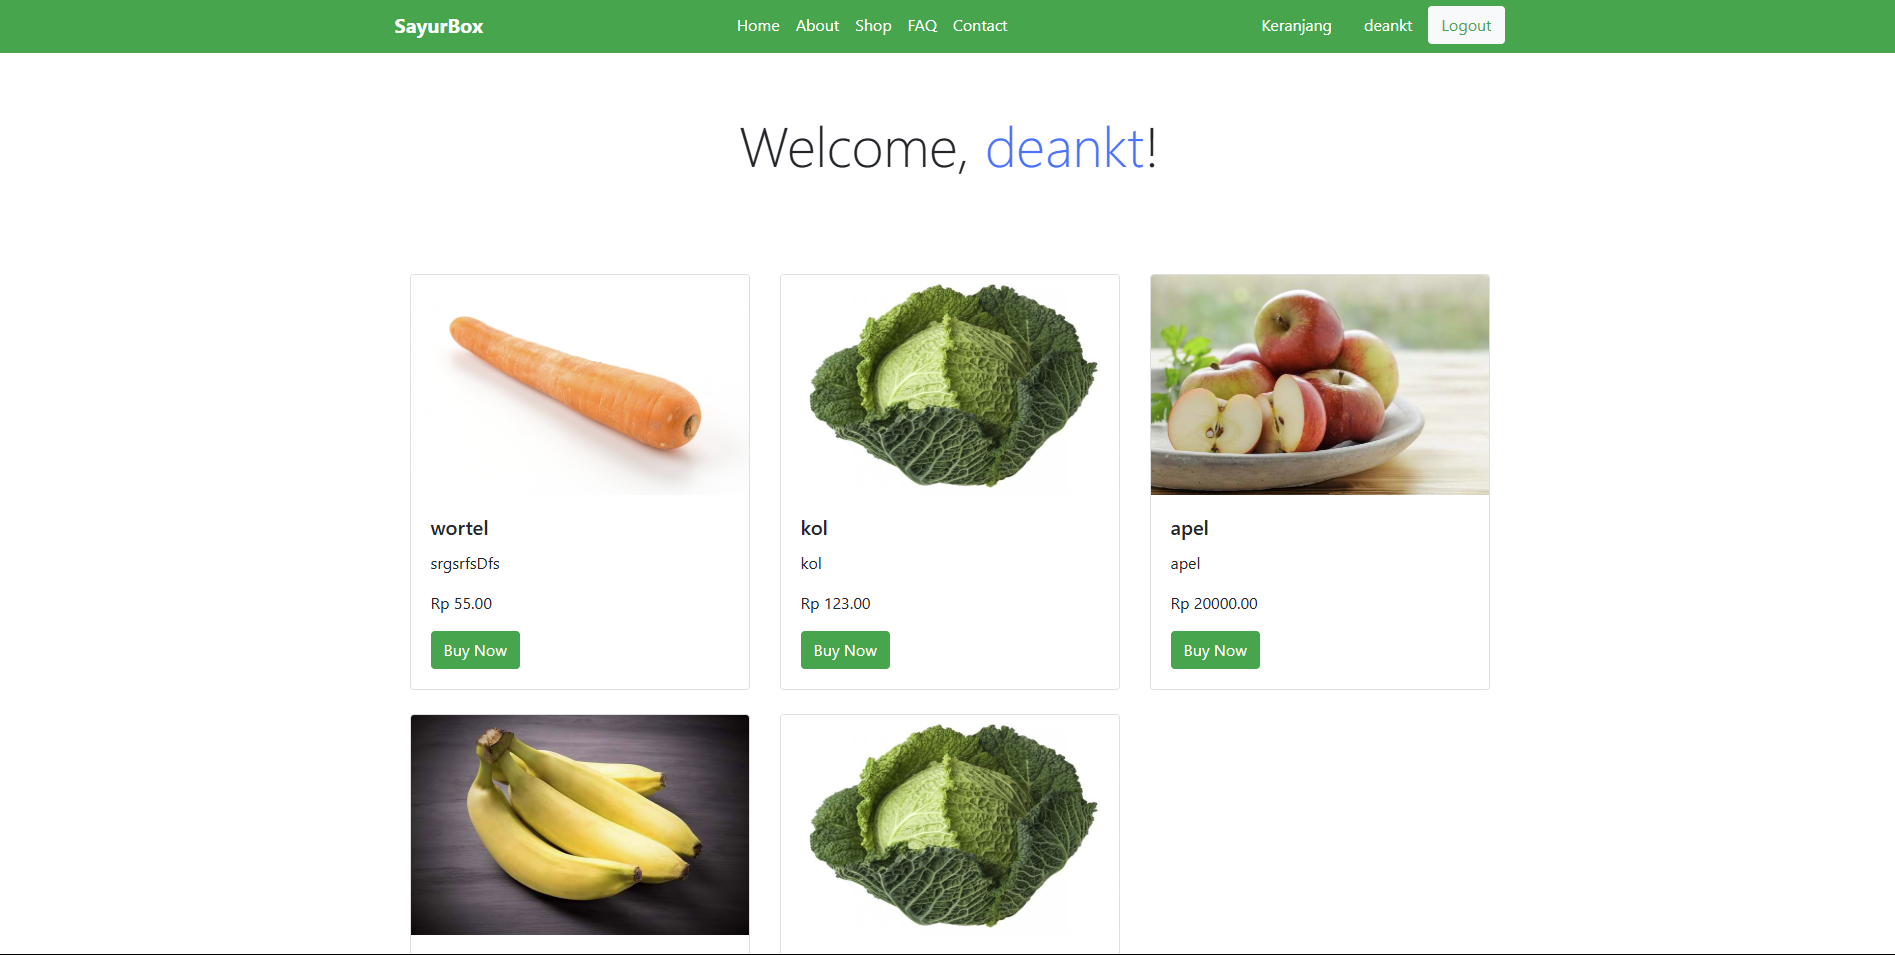 SayurBox Home About Shop FAQ Contact Keranjang deankt Logout
Welcome, deankt!
wortel
srgsrfsDfs
Rp 55.00
Buy Now
kol
kol
Rp 123.00
Buy Now
apel
apel
Rp 20000.00
Buy Now